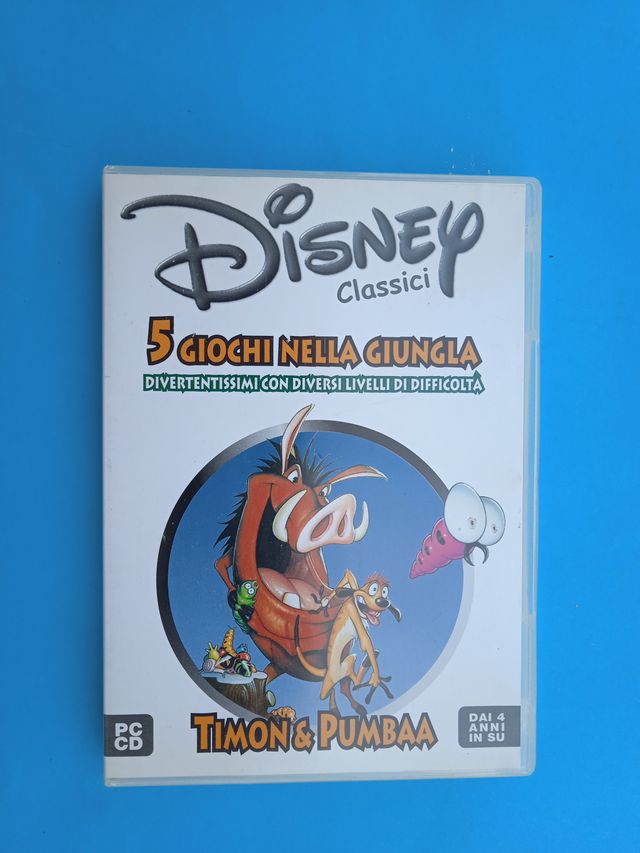 DISNEY
Classici
5 GIOCHI NELLA GIUNGLA
DIVERTENTISSIMI CON DIVERSI LIVELLI DI DIFFICOLTÀ
TIMON & PUMBAA
PC
CD
DAI 4
ANNI
IN SU